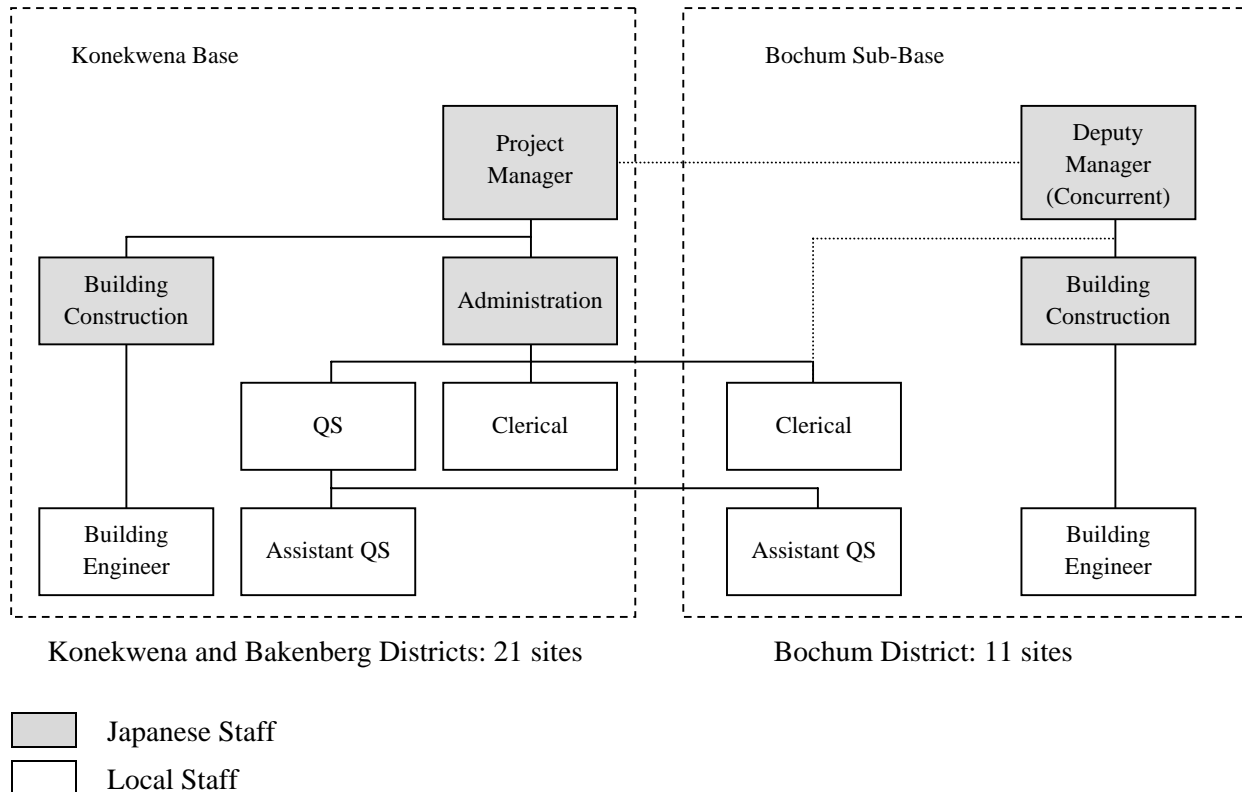 Konekwena Base
Bochum Sub-Base
Project
Manager
Deputy
Manager
(Concurrent)
Building
Construction
Administration
Building
Construction
QS
Clerical
Clerical
Building
Engineer
Assistant QS
Assistant QS
Building
Engineer
Konekwena and Bakenberg Districts: 21 sites
Bochum District: 11 sites
Japanese Staff
Local Staff